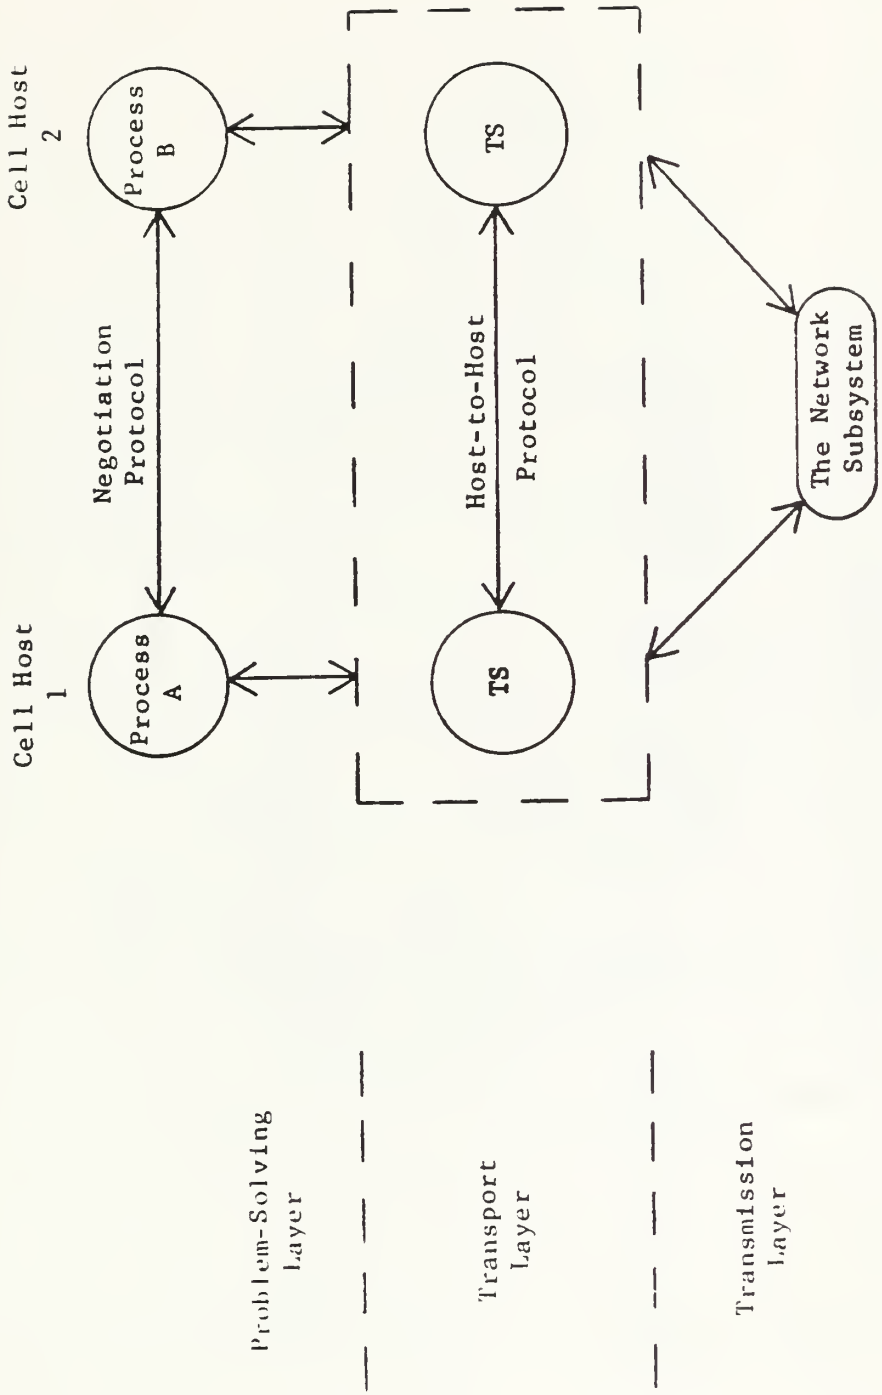 Cell Host
1
Cell Host
2
Problem-Solving
Layer
Process
A
Negotiation
Protocol
Process
B
Transport
Layer
TS
Host-to-Host
Protocol
TS
Transmission
Layer
The Network
Subsystem